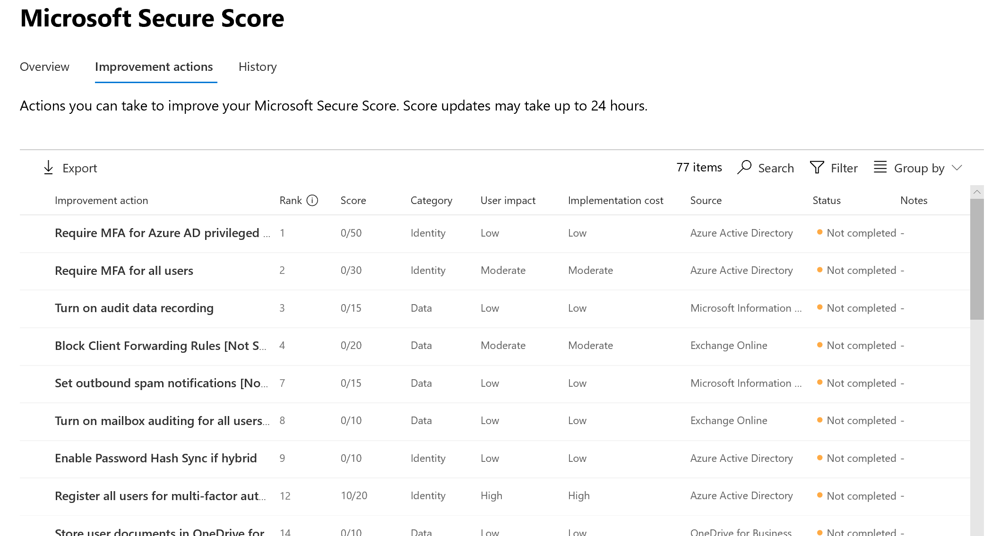 Microsoft Secure Score
Overview Improvement actions History
Actions you can take to improve your Microsoft Secure Score. Score updates may take up to 24 hours.
Export 77 items Search Filter Group by
Improvement action Rank Score Category User impact Implementation cost Source Status Notes
Require MFA for Azure AD privileged ... 1 0/50 Identity Low Low Azure Active Directory Not completed -
Require MFA for all users 2 0/30 Identity Moderate Moderate Azure Active Directory Not completed -
Turn on audit data recording 3 0/15 Data Low Low Microsoft Information ... Not completed -
Block Client Forwarding Rules [Not S... 4 0/20 Data Moderate Moderate Exchange Online Not completed -
Set outbound spam notifications [No... 7 0/15 Data Low Low Microsoft Information ... Not completed -
Turn on mailbox auditing for all users... 8 0/10 Data Low Low Exchange Online Not completed -
Enable Password Hash Sync if hybrid 9 0/10 Identity Low Low Azure Active Directory Not completed -
Register all users for multi-factor aut... 12 10/20 Identity High High Azure Active Directory Not completed -
Store user documents in OneDrive for 14 0/10 Data Low Low OneDrive for Business Not completed -